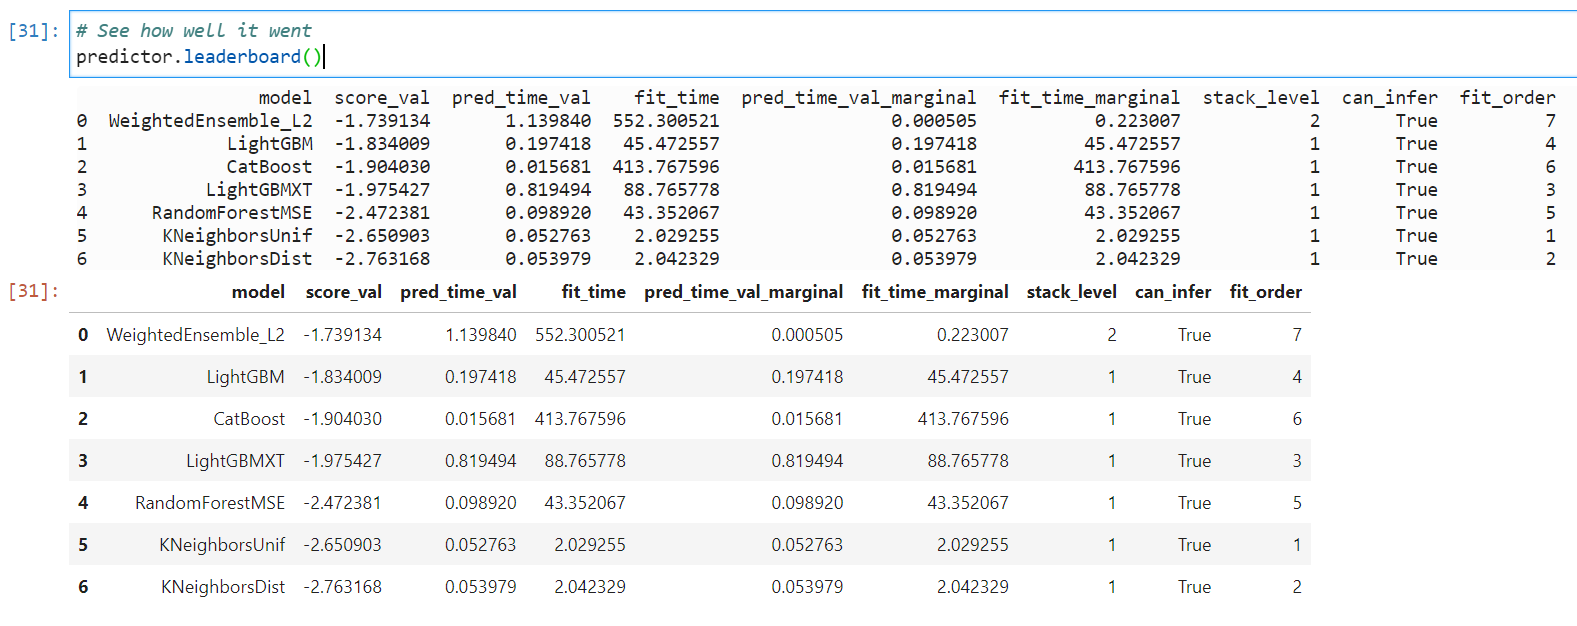 [31]: # See how well it went
predictor.leaderboard()
model score_val pred_time_val fit_time pred_time_val_marginal fit_time_marginal stack_level can_infer fit_order
0 WeightedEnsemble_L2 -1.739134 1.139840 552.300521 0.000505 0.223007 2 True 7
1 LightGBM -1.834009 0.197418 45.472557 0.197418 45.472557 1 True 4
2 CatBoost -1.904030 0.015681 413.767596 0.015681 413.767596 1 True 6
3 LightGBMXT -1.975427 0.819494 88.765778 0.819494 88.765778 1 True 3
4 RandomForestMSE -2.472381 0.098920 43.352067 0.098920 43.352067 1 True 5
5 KNeighborsUnif -2.650903 0.052763 2.029255 0.052763 2.029255 1 True 1
6 KNeighborsDist -2.763168 0.053979 2.042329 0.053979 2.042329 1 True 2
[31]: model score_val pred_time_val fit_time pred_time_val_marginal fit_time_marginal stack_level can_infer fit_order
0 WeightedEnsemble_L2 -1.739134 1.139840 552.300521 0.000505 0.223007 2 True 7
1 LightGBM -1.834009 0.197418 45.472557 0.197418 45.472557 1 True 4
2 CatBoost -1.904030 0.015681 413.767596 0.015681 413.767596 1 True 6
3 LightGBMXT -1.975427 0.819494 88.765778 0.819494 88.765778 1 True 3
4 RandomForestMSE -2.472381 0.098920 43.352067 0.098920 43.352067 1 True 5
5 KNeighborsUnif -2.650903 0.052763 2.029255 0.052763 2.029255 1 True 1
6 KNeighborsDist -2.763168 0.053979 2.042329 0.053979 2.042329 1 True 2